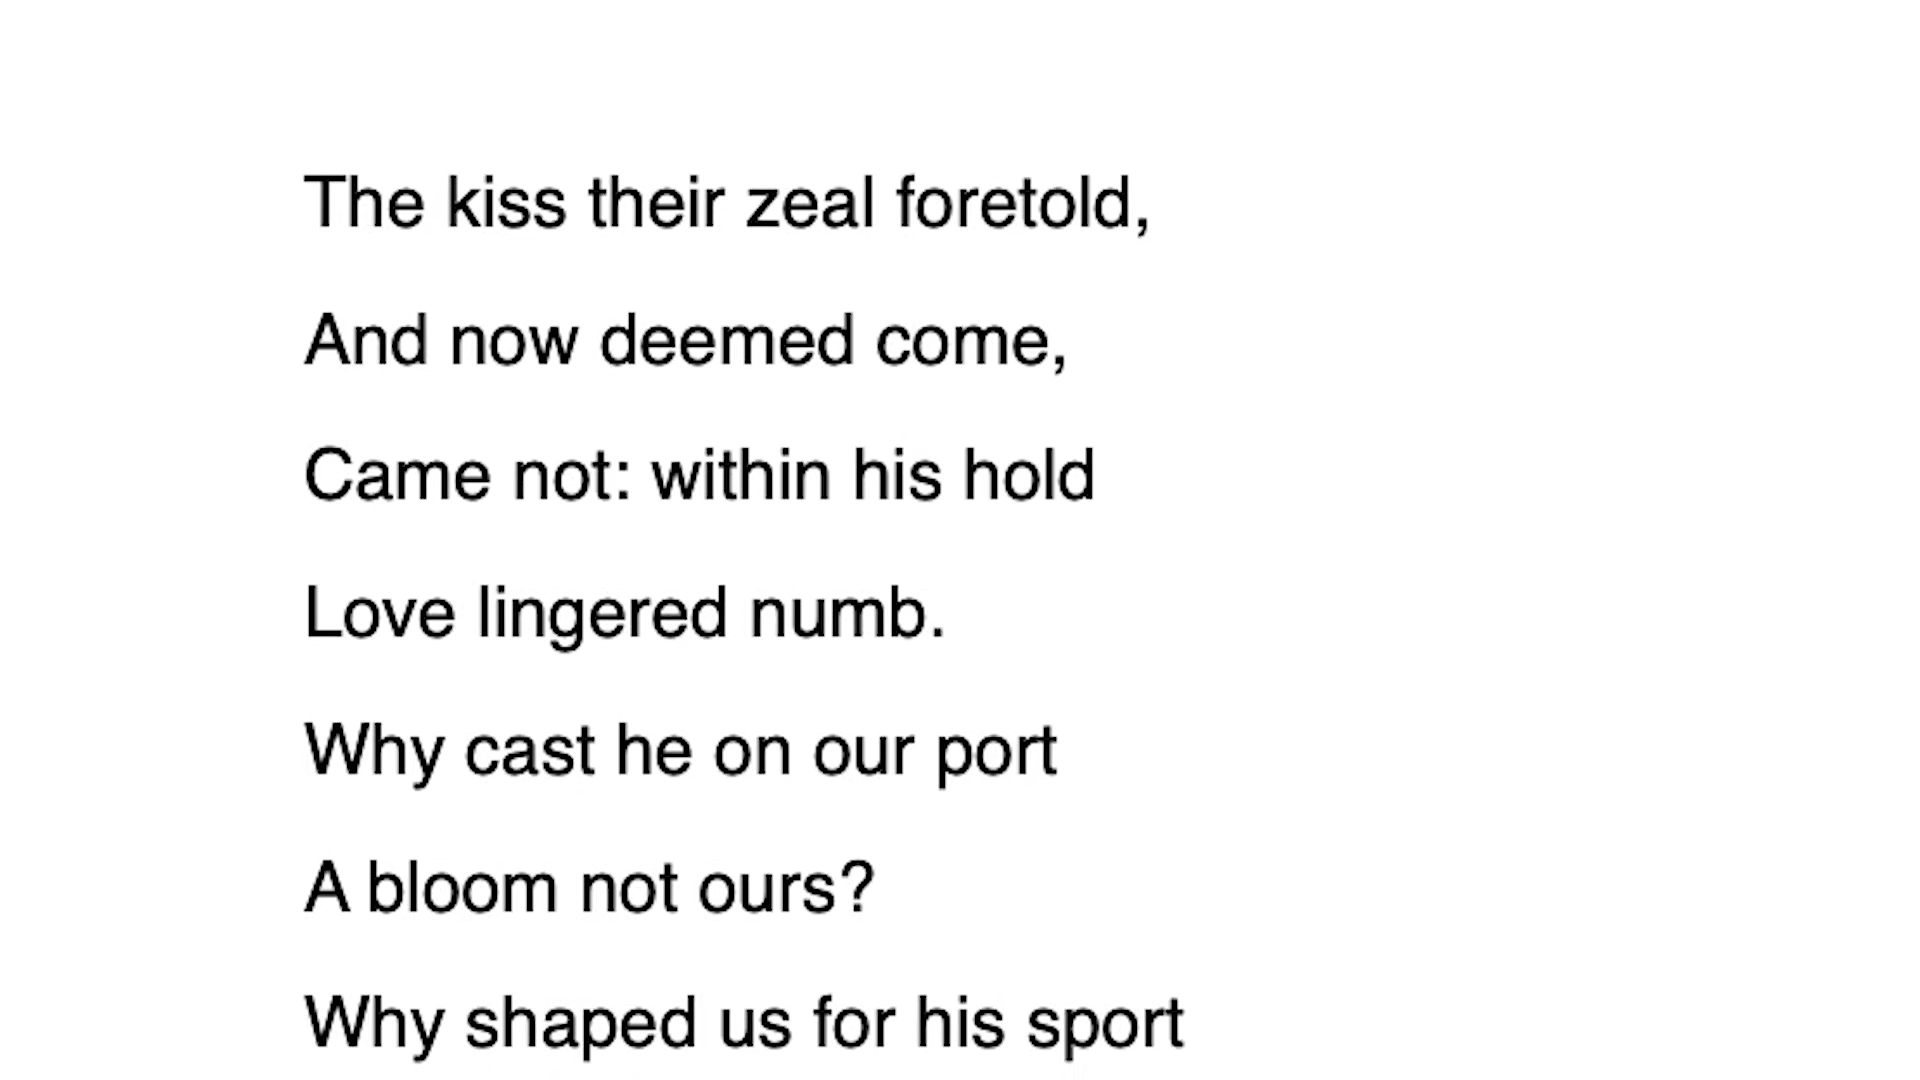 The kiss their zeal foretold,
And now deemed come,
Came not: within his hold
Love lingered numb.
Why cast he on our port
A bloom not ours?
Why shaped us for his sport